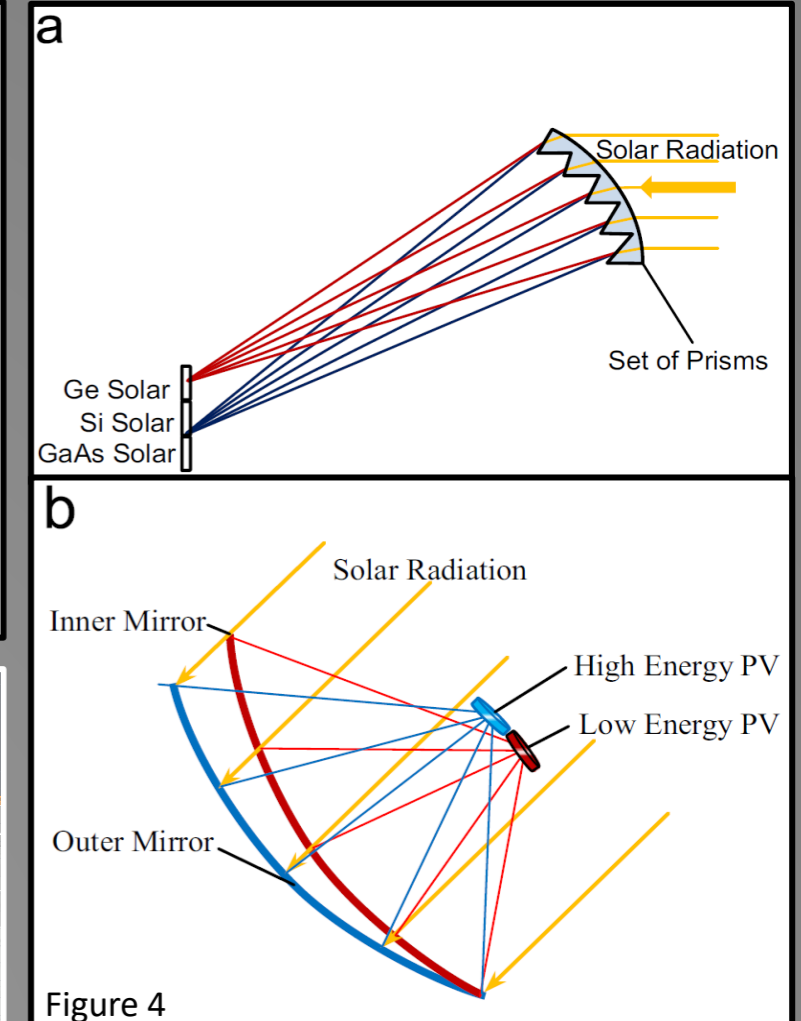 a
Solar Radiation
Set of Prisms
Ge Solar
Si Solar
GaAs Solar
b
Solar Radiation
Inner Mirror
High Energy PV
Low Energy PV
Outer Mirror
Figure 4